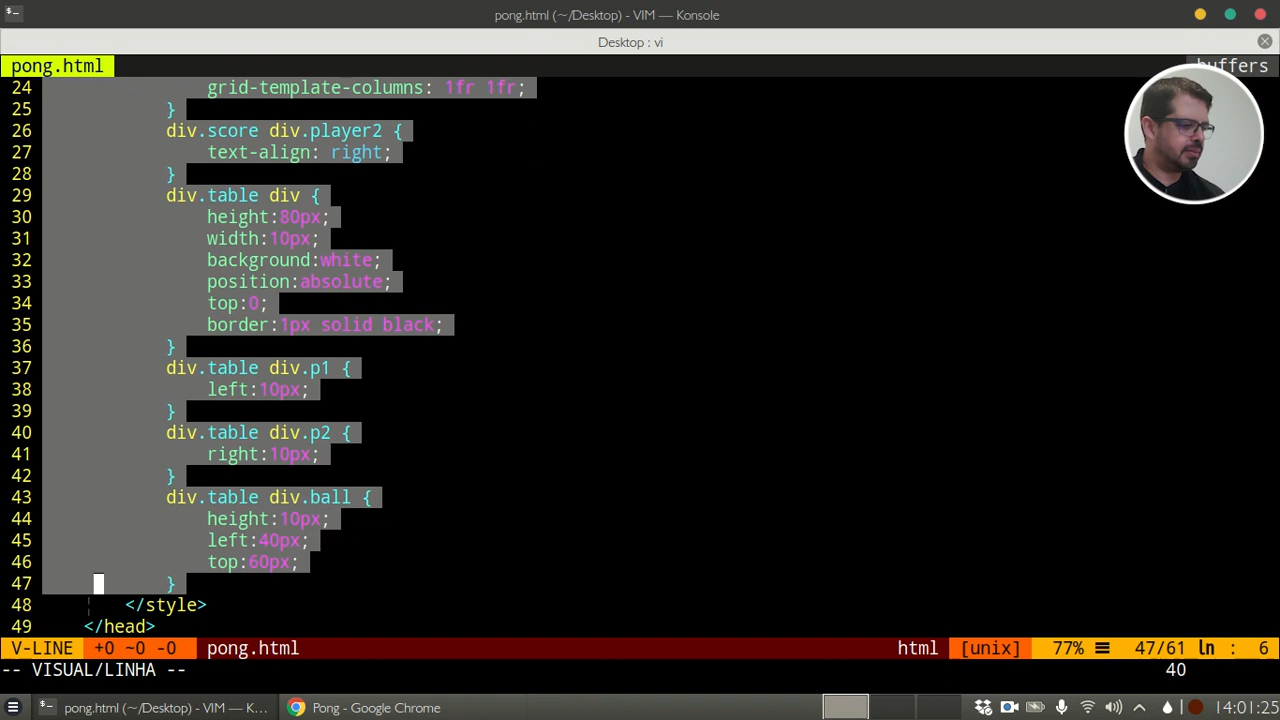 pong.html (~/Desktop) - VIM — Konsole
Desktop : vi
pong.html buffers
24 grid-template-columns: 1fr 1fr;
25 }
26 div.score div.player2 {
27 text-align: right;
28 }
29 div.table div {
30 height:80px;
31 width:10px;
32 background:white;
33 position:absolute;
34 top:0;
35 border:1px solid black;
36 }
37 div.table div.p1 {
38 left:10px;
39 }
40 div.table div.p2 {
41 right:10px;
42 }
43 div.table div.ball {
44 height:10px;
45 left:40px;
46 top:60px;
47 }
48 </style>
49 </head>
V-LINE +0 ~0 -0 pong.html html [unix] 77% ☰ 47/61 ln : 6
-- VISUAL/LINHA -- 40
pong.html (~/Desktop) - VIM — K... Pong - Google Chrome 14:01:25